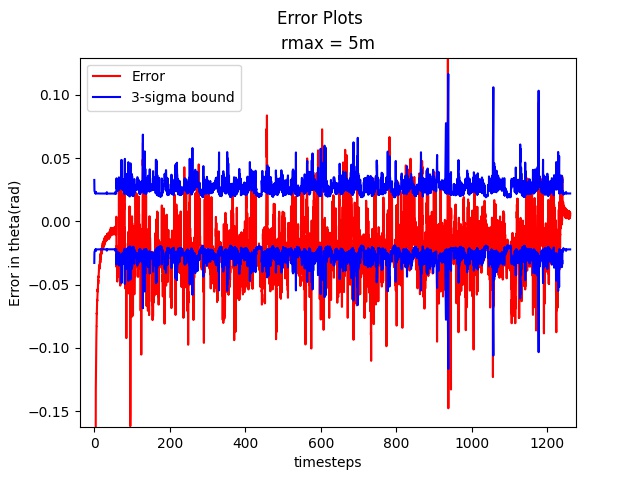 Error Plots
rmax = 5m
Error
3-sigma bound
Error in theta(rad)
0.10
0.05
0.00
−0.05
−0.10
−0.15
0
200
400
600
800
1000
1200
timesteps